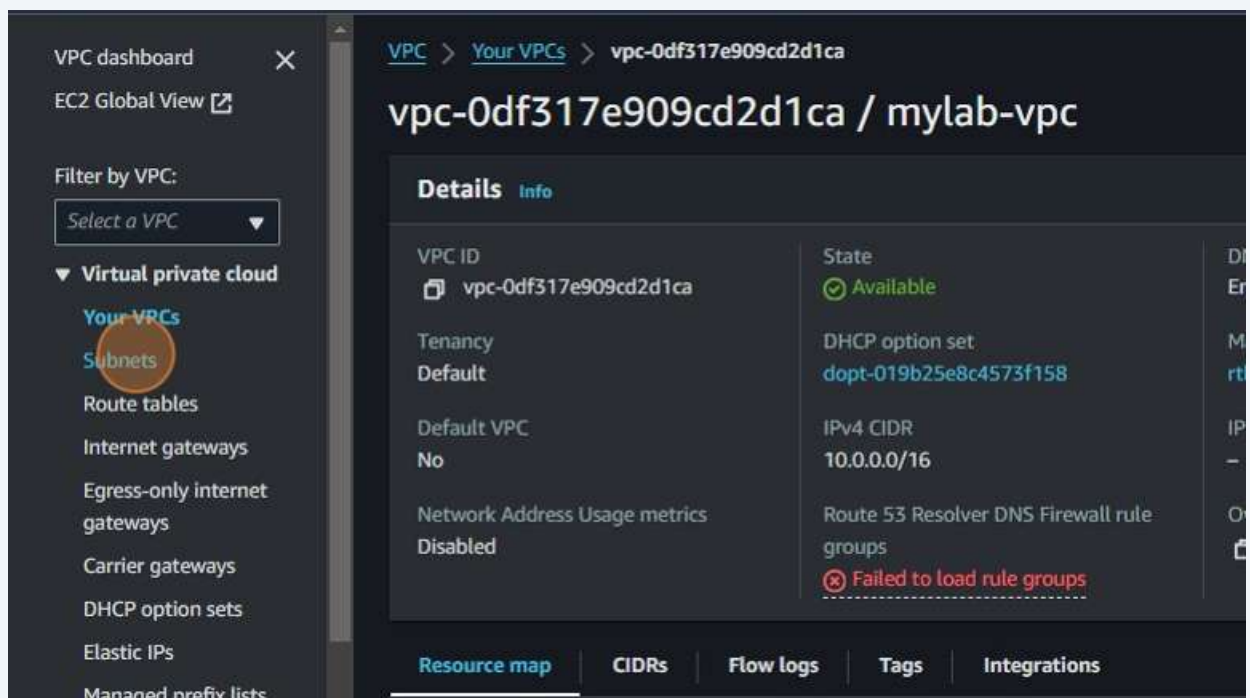 VPC dashboard
EC2 Global View
Filter by VPC:
Select a VPC
Virtual private cloud
Your VPCs
Subnets
Route tables
Internet gateways
Egress-only internet
gateways
Carrier gateways
DHCP option sets
Elastic IPs
Managed prefix lists
VPC > Your VPCs > vpc-0df317e909cd2d1ca
vpc-0df317e909cd2d1ca / mylab-vpc
Details Info
VPC ID
vpc-0df317e909cd2d1ca
State
Available
Tenancy
Default
DHCP option set
dopt-019b25e8c4573f158
Default VPC
No
IPv4 CIDR
10.0.0.0/16
Network Address Usage metrics
Disabled
Route 53 Resolver DNS Firewall rule
groups
Failed to load rule groups
Resource map CIDRs Flow logs Tags Integrations